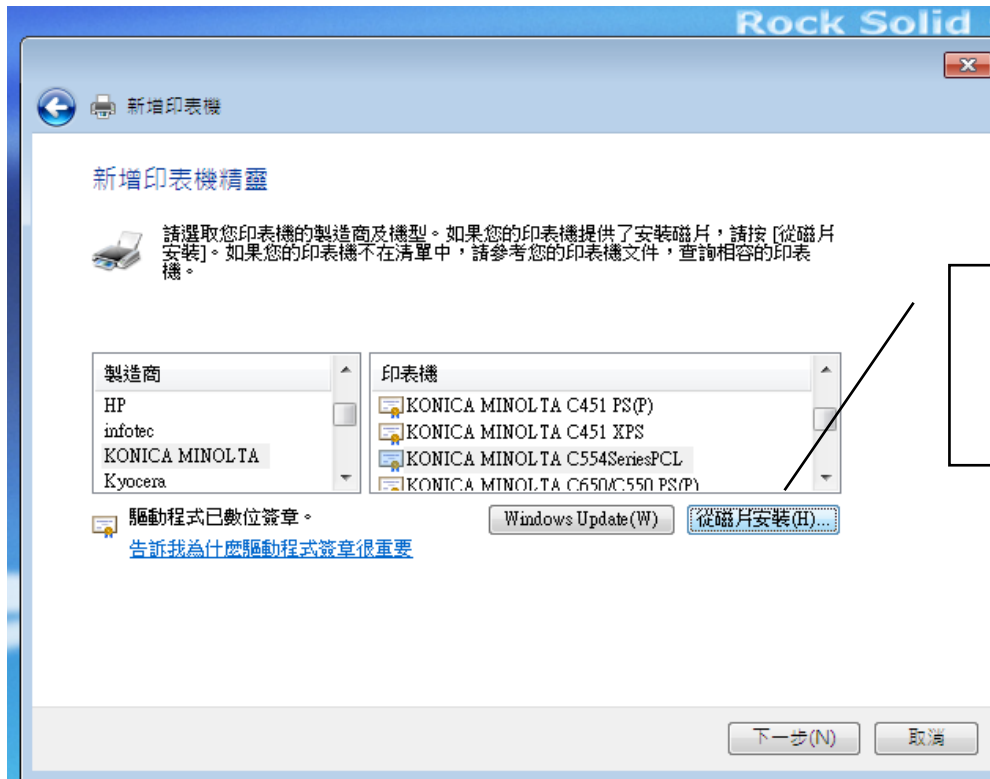 Rock Solid
新增印表機
新增印表機精靈
請選取您印表機的製造商及機型。如果您的印表機提供了安裝磁片，請按 [從磁片
安裝]。如果您的印表機不在清單中，請參考您的印表機文件，查詢相容的印表
機。
製造商
HP
infotec
KONICA MINOLTA
Kyocera
印表機
KONICA MINOLTA C451 PS(P)
KONICA MINOLTA C451 XPS
KONICA MINOLTA C554SeriesPCL
KONICA MINOLTA C650/C550 PS(P)
驅動程式已數位簽章。
Windows Update(W)
從磁片安裝(H)...
告訴我為什麼驅動程式簽章很重要
下一步(N)
取消